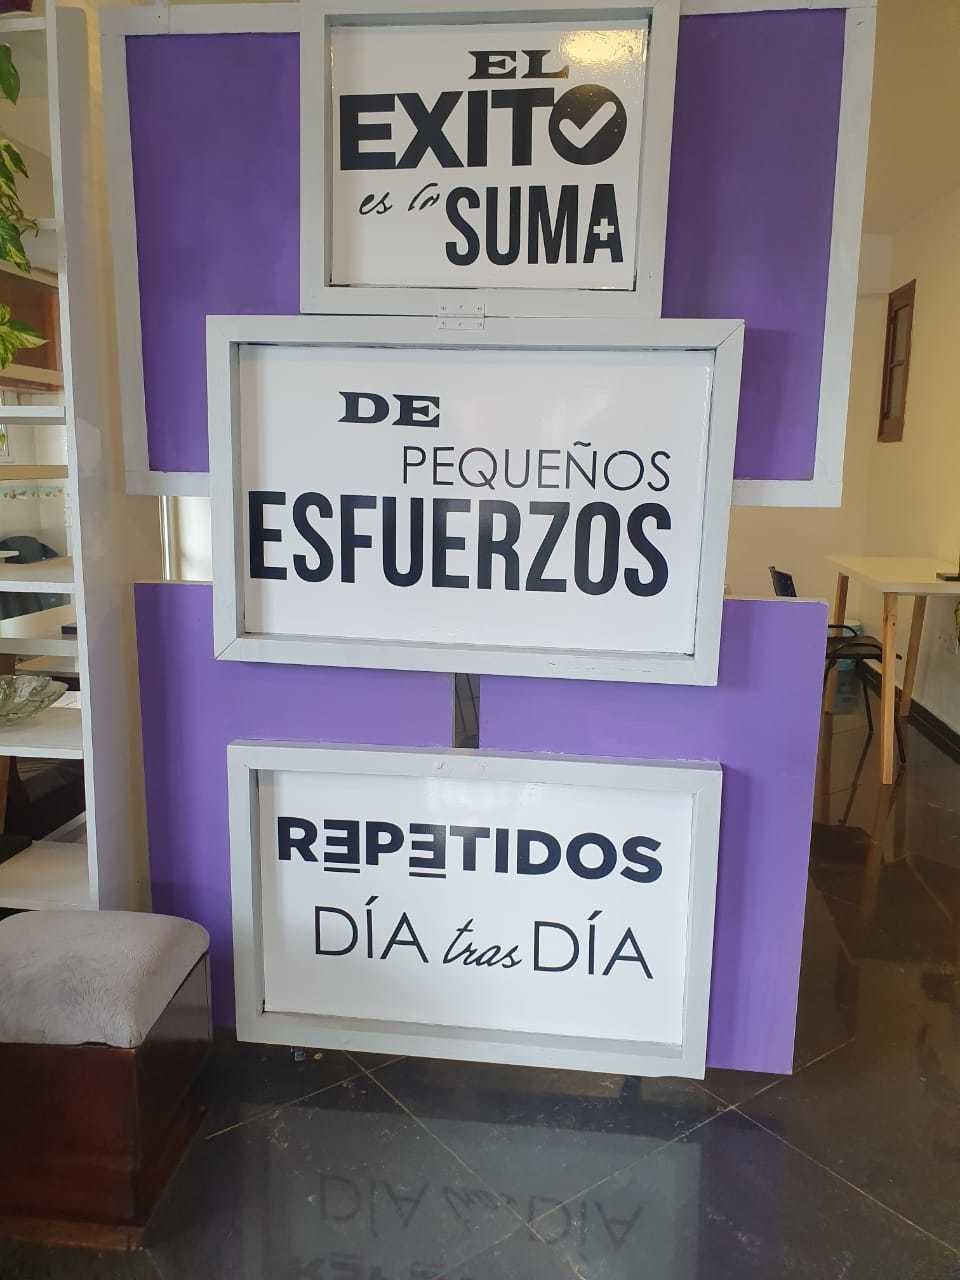 EL
EXITO
es la
SUMA
DE
PEQUEÑOS
ESFUERZOS
REPETIDOS
DÍA tras DÍA